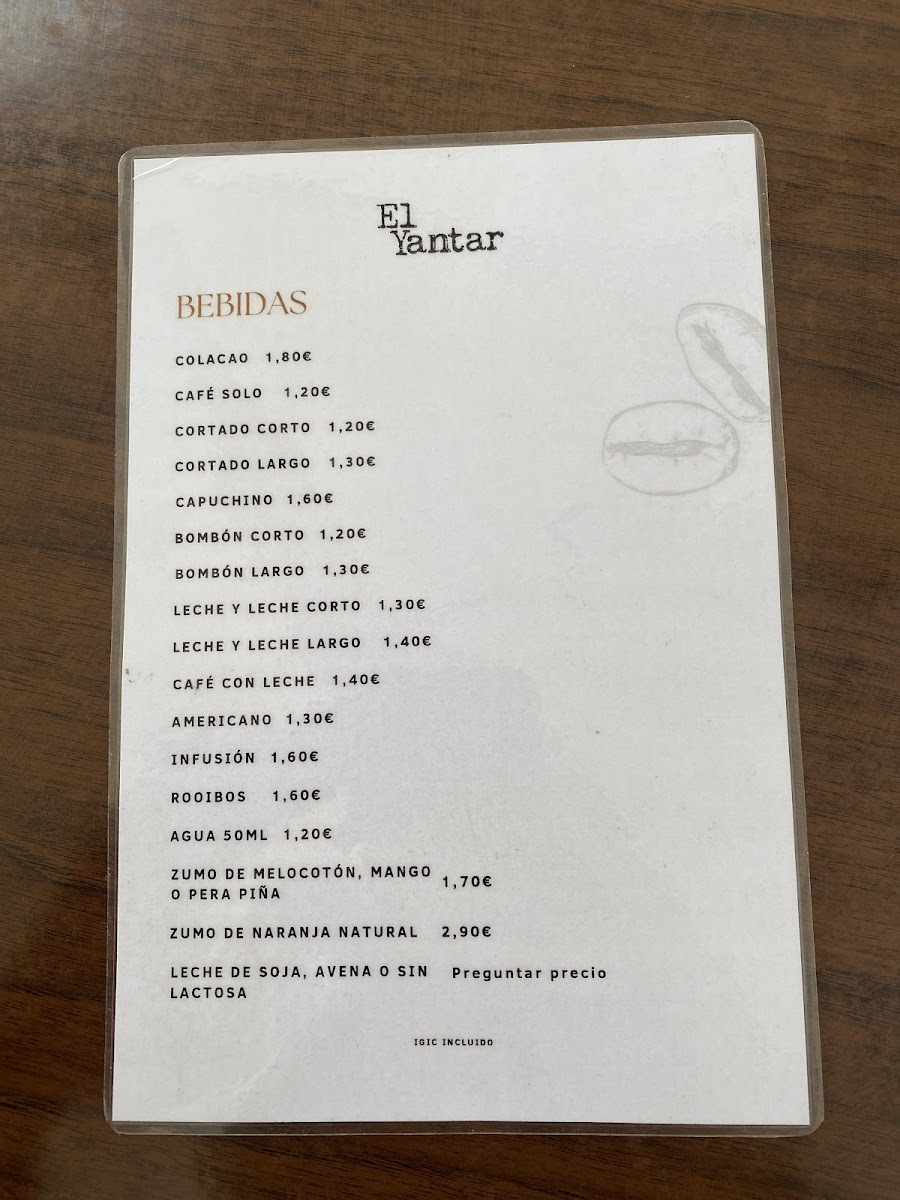 El
Yantar
BEBIDAS
COLACAO 1,80€
CAFÉ SOLO 1,20€
CORTADO CORTO 1,20€
CORTADO LARGO 1,30€
CAPUCHINO 1,60€
BOMBÓN CORTO 1,20€
BOMBÓN LARGO 1,30€
LECHE Y LECHE CORTO 1,30€
LECHE Y LECHE LARGO 1,40€
CAFÉ CON LECHE 1,40€
AMERICANO 1,30€
INFUSIÓN 1,60€
ROOIBOS 1,60€
AGUA 50ML 1,20€
ZUMO DE MELOCOTÓN, MANGO
O PERA PIÑA 1,70€
ZUMO DE NARANJA NATURAL 2,90€
LECHE DE SOJA, AVENA O SIN Preguntar precio
LACTOSA
IGIC INCLUIDO